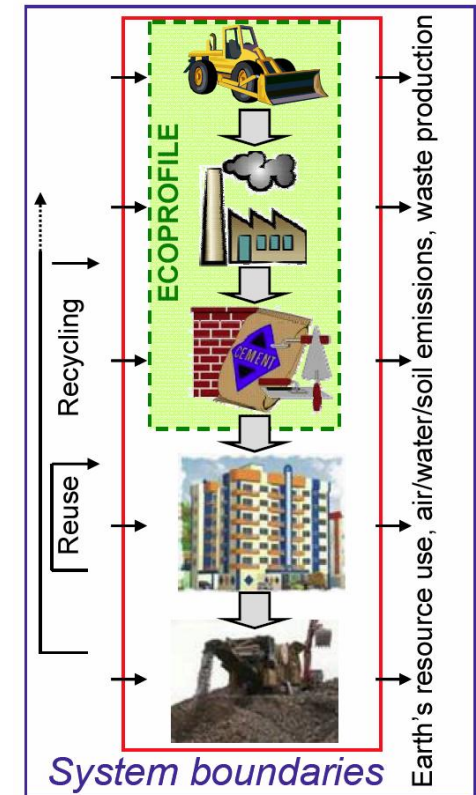 ECOPROFILE
CEMENT
Recycling
Reuse
Earth's resource use, air/water/soil emissions, waste production
System boundaries